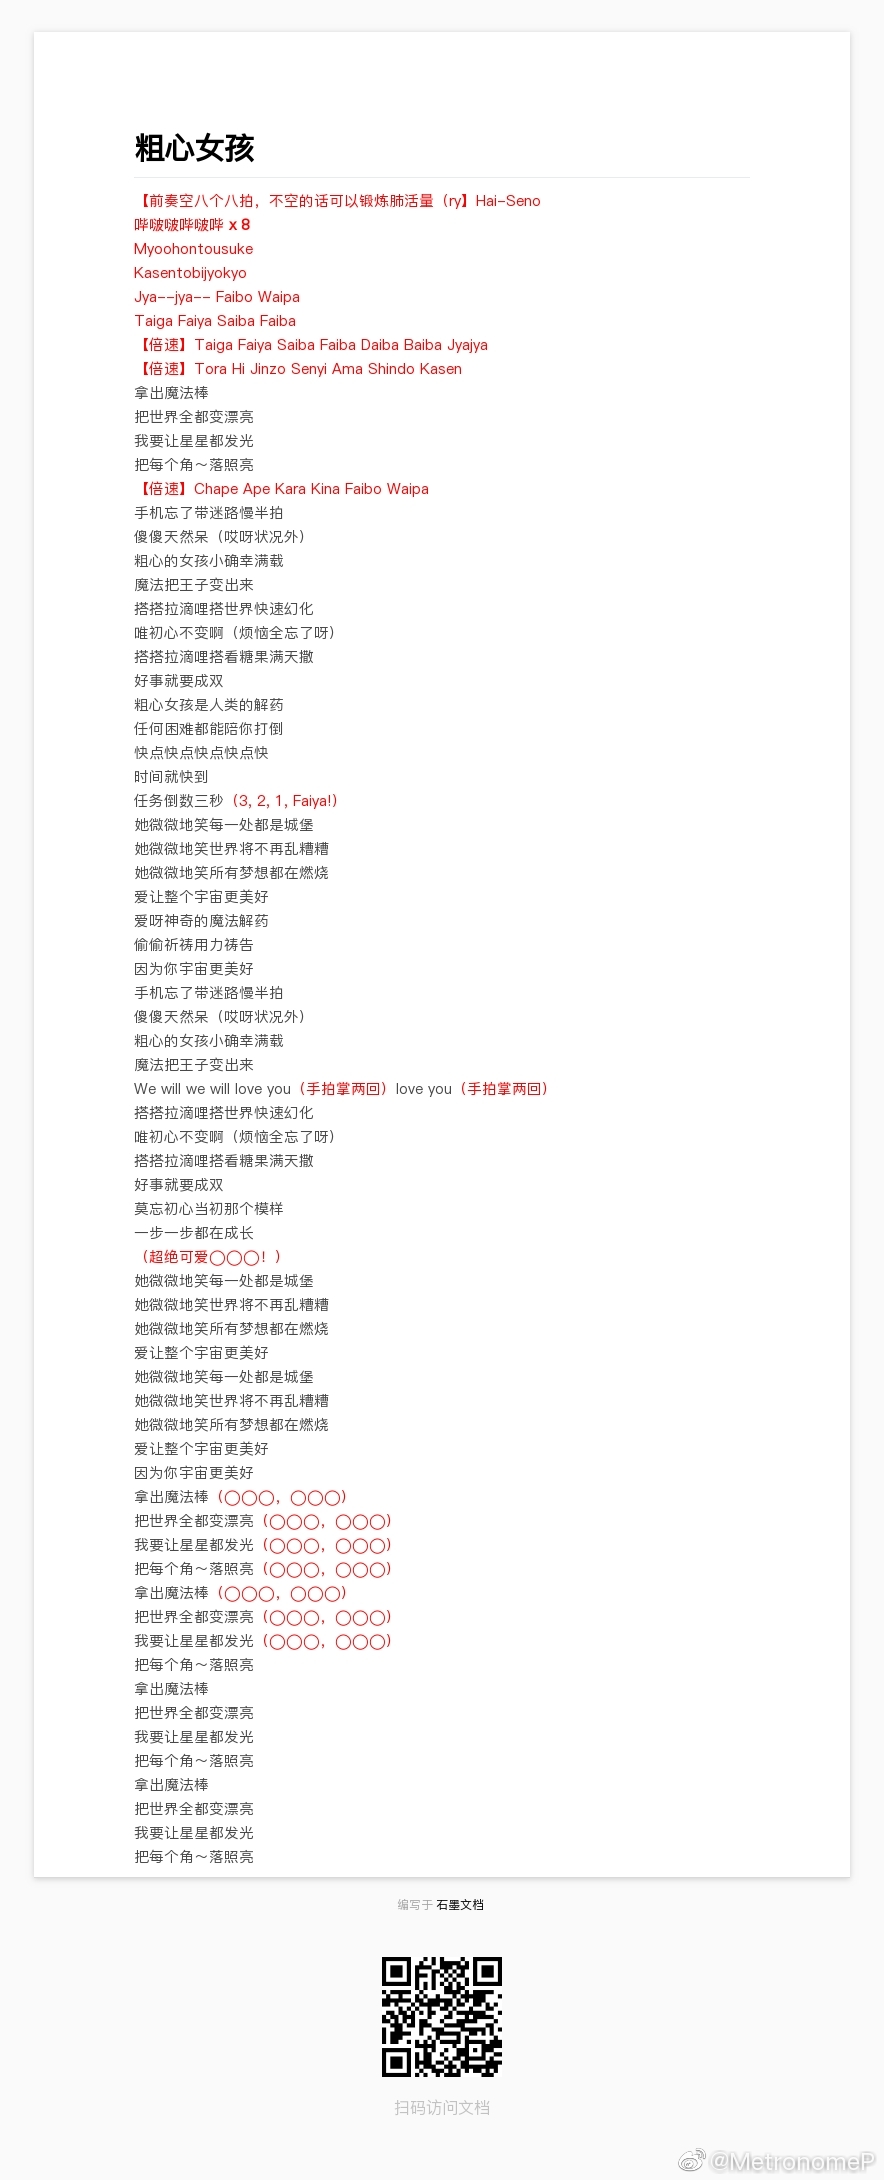 粗心女孩
【前奏空八个八拍，不空的话可以锻炼肺活量（ry】Hai-Seno
哔啵啵哔啵哔 x 8
Myoohontousuke
Kasentobijyokyo
Jya--jya-- Faibo Waipa
Taiga Faiya Saiba Faiba
【倍速】Taiga Faiya Saiba Faiba Daiba Baiba Jyajya
【倍速】Tora Hi Jinzo Senyi Ama Shindo Kasen
拿出魔法棒
把世界全都变漂亮
我要让星星都发光
把每个角～落照亮
【倍速】Chape Ape Kara Kina Faibo Waipa
手机忘了带迷路慢半拍
傻傻天然呆（哎呀状况外）
粗心的女孩小确幸满载
魔法把王子变出来
搭搭拉滴哩搭世界快速幻化
唯初心不变啊（烦恼全忘了呀）
搭搭拉滴哩搭看糖果满天撒
好事就要成双
粗心女孩是人类的解药
任何困难都能陪你打倒
快点快点快点快点快
时间就快到
任务倒数三秒（3, 2, 1, Faiya!）
她微微地笑每一处都是城堡
她微微地笑世界将不再乱糟糟
她微微地笑所有梦想都在燃烧
爱让整个宇宙更美好
爱呀神奇的魔法解药
偷偷祈祷用力祷告
因为你宇宙更美好
手机忘了带迷路慢半拍
傻傻天然呆（哎呀状况外）
粗心的女孩小确幸满载
魔法把王子变出来
We will we will love you（手拍掌两回）love you（手拍掌两回）
搭搭拉滴哩搭世界快速幻化
唯初心不变啊（烦恼全忘了呀）
搭搭拉滴哩搭看糖果满天撒
好事就要成双
莫忘初心当初那个模样
一步一步都在成长
（超绝可爱◯◯◯！）
她微微地笑每一处都是城堡
她微微地笑世界将不再乱糟糟
她微微地笑所有梦想都在燃烧
爱让整个宇宙更美好
她微微地笑每一处都是城堡
她微微地笑世界将不再乱糟糟
她微微地笑所有梦想都在燃烧
爱让整个宇宙更美好
因为你宇宙更美好
拿出魔法棒（◯◯◯，◯◯◯）
把世界全都变漂亮（◯◯◯，◯◯◯）
我要让星星都发光（◯◯◯，◯◯◯）
把每个角～落照亮（◯◯◯，◯◯◯）
拿出魔法棒（◯◯◯，◯◯◯）
把世界全都变漂亮（◯◯◯，◯◯◯）
我要让星星都发光（◯◯◯，◯◯◯）
把每个角～落照亮
拿出魔法棒
把世界全都变漂亮
我要让星星都发光
把每个角～落照亮
拿出魔法棒
把世界全都变漂亮
我要让星星都发光
把每个角～落照亮
编写于 石墨文档
扫码访问文档
@MetronomeP